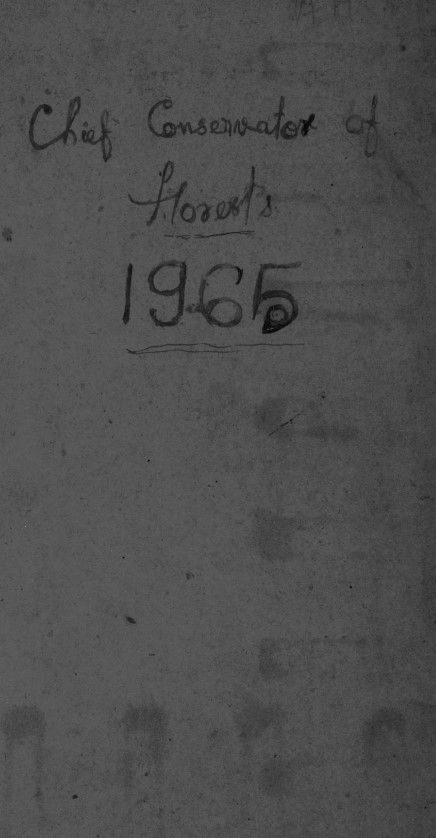 Chief Conservator of
Forests
1965